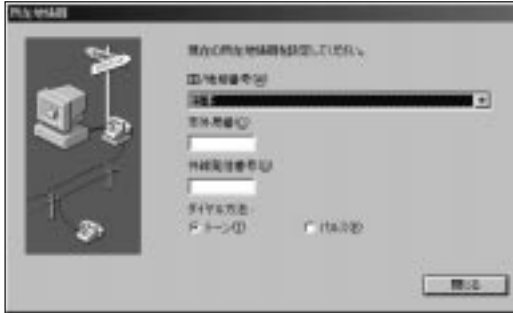 所在地情報
現在の所在地情報を設定してください。
国/地域番号(W)
市外局番(C)
外線発信番号(U)
ダイヤル方法:
トーン(T)
パルス(P)
閉じる